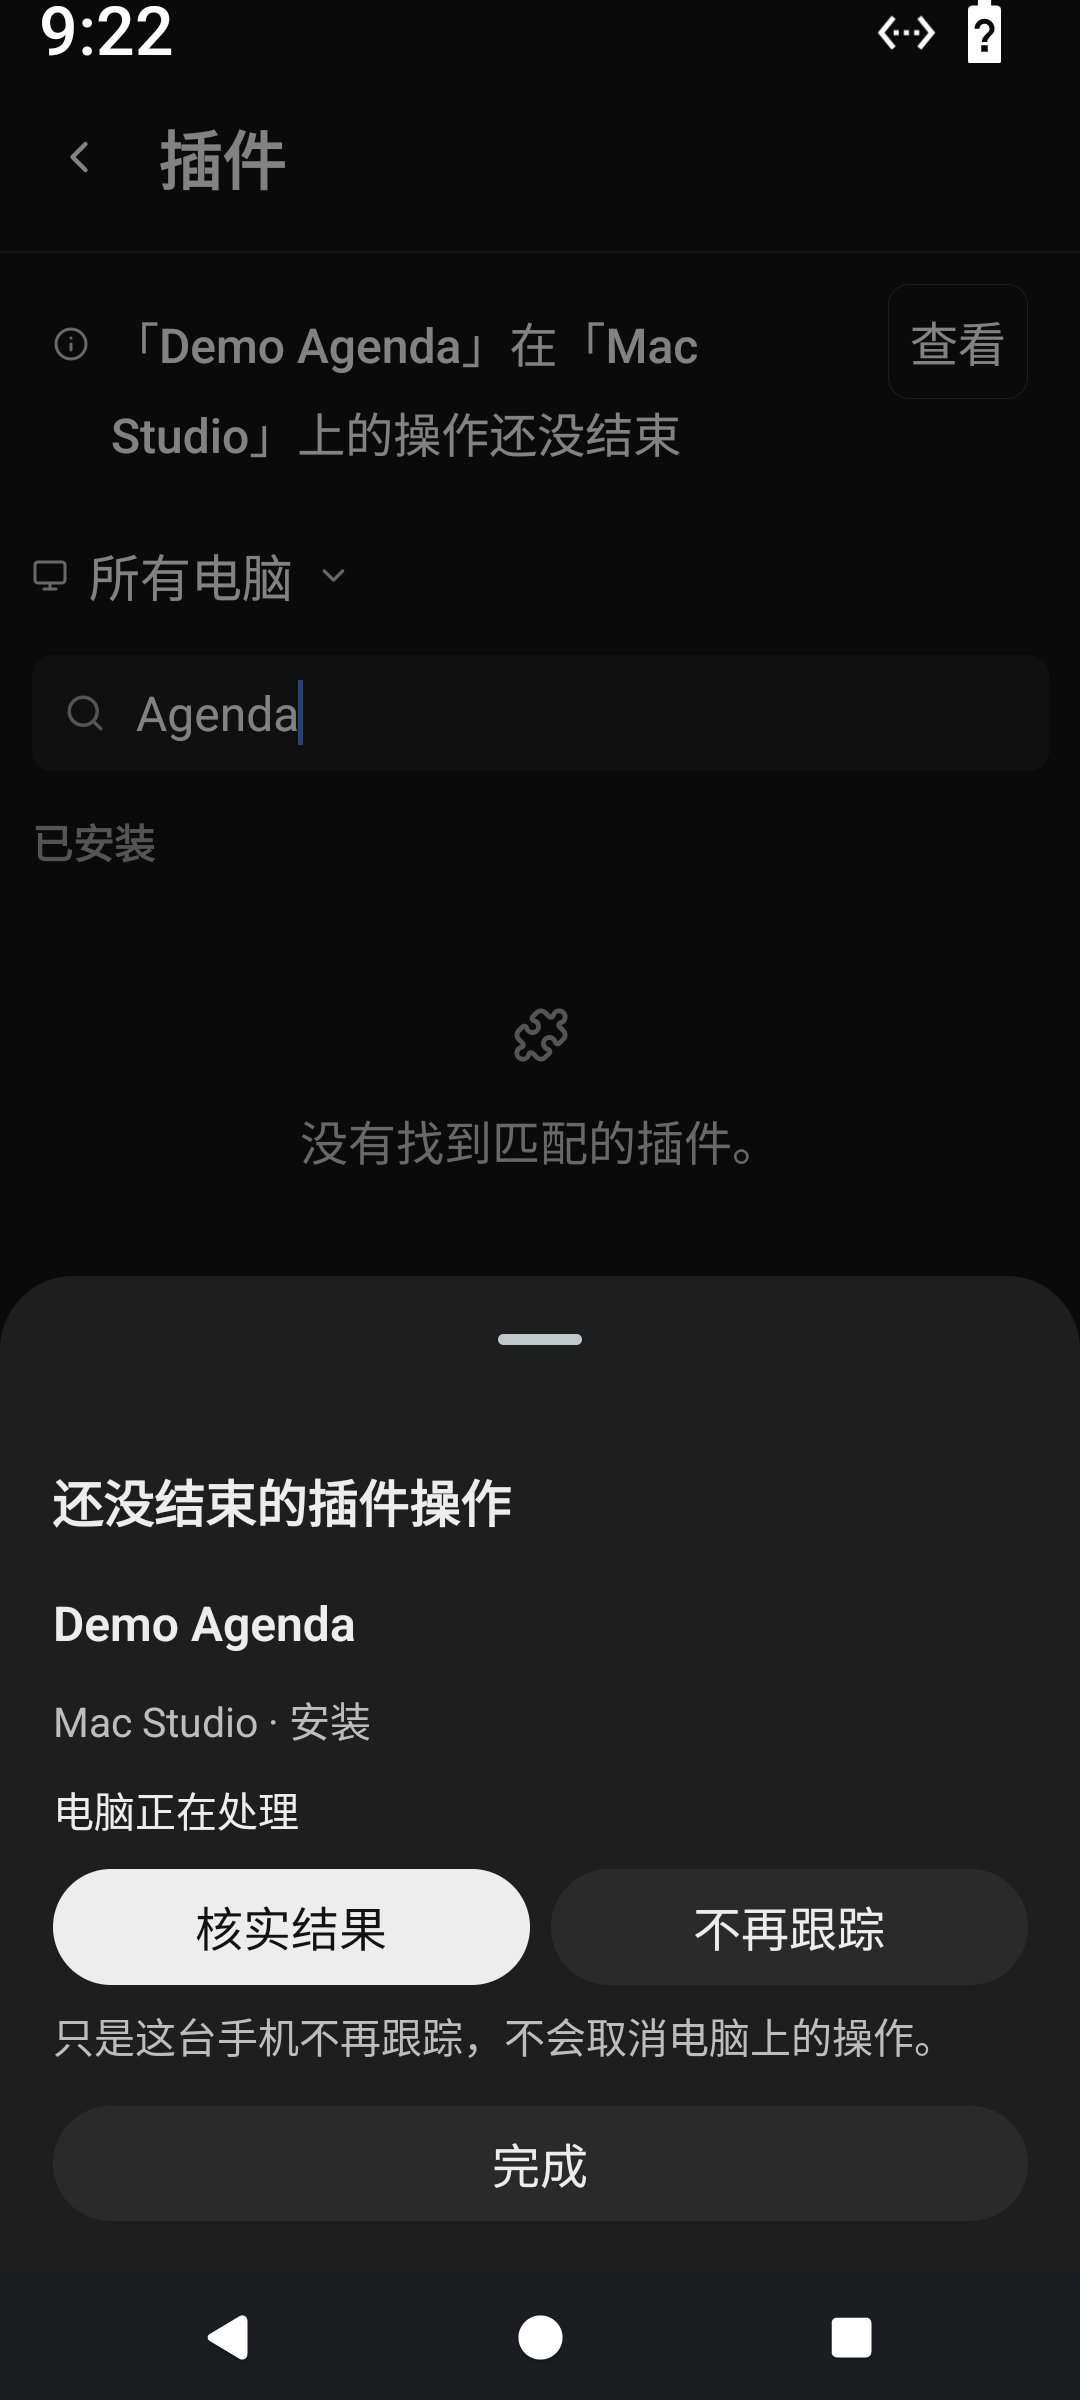 9:22
插件
「Demo Agenda」在「Mac
Studio」上的操作还没结束
查看
所有电脑
Agenda
已安装
没有找到匹配的插件。
还没结束的插件操作
Demo Agenda
Mac Studio · 安装
电脑正在处理
核实结果
不再跟踪
只是这台手机不再跟踪，不会取消电脑上的操作。
完成